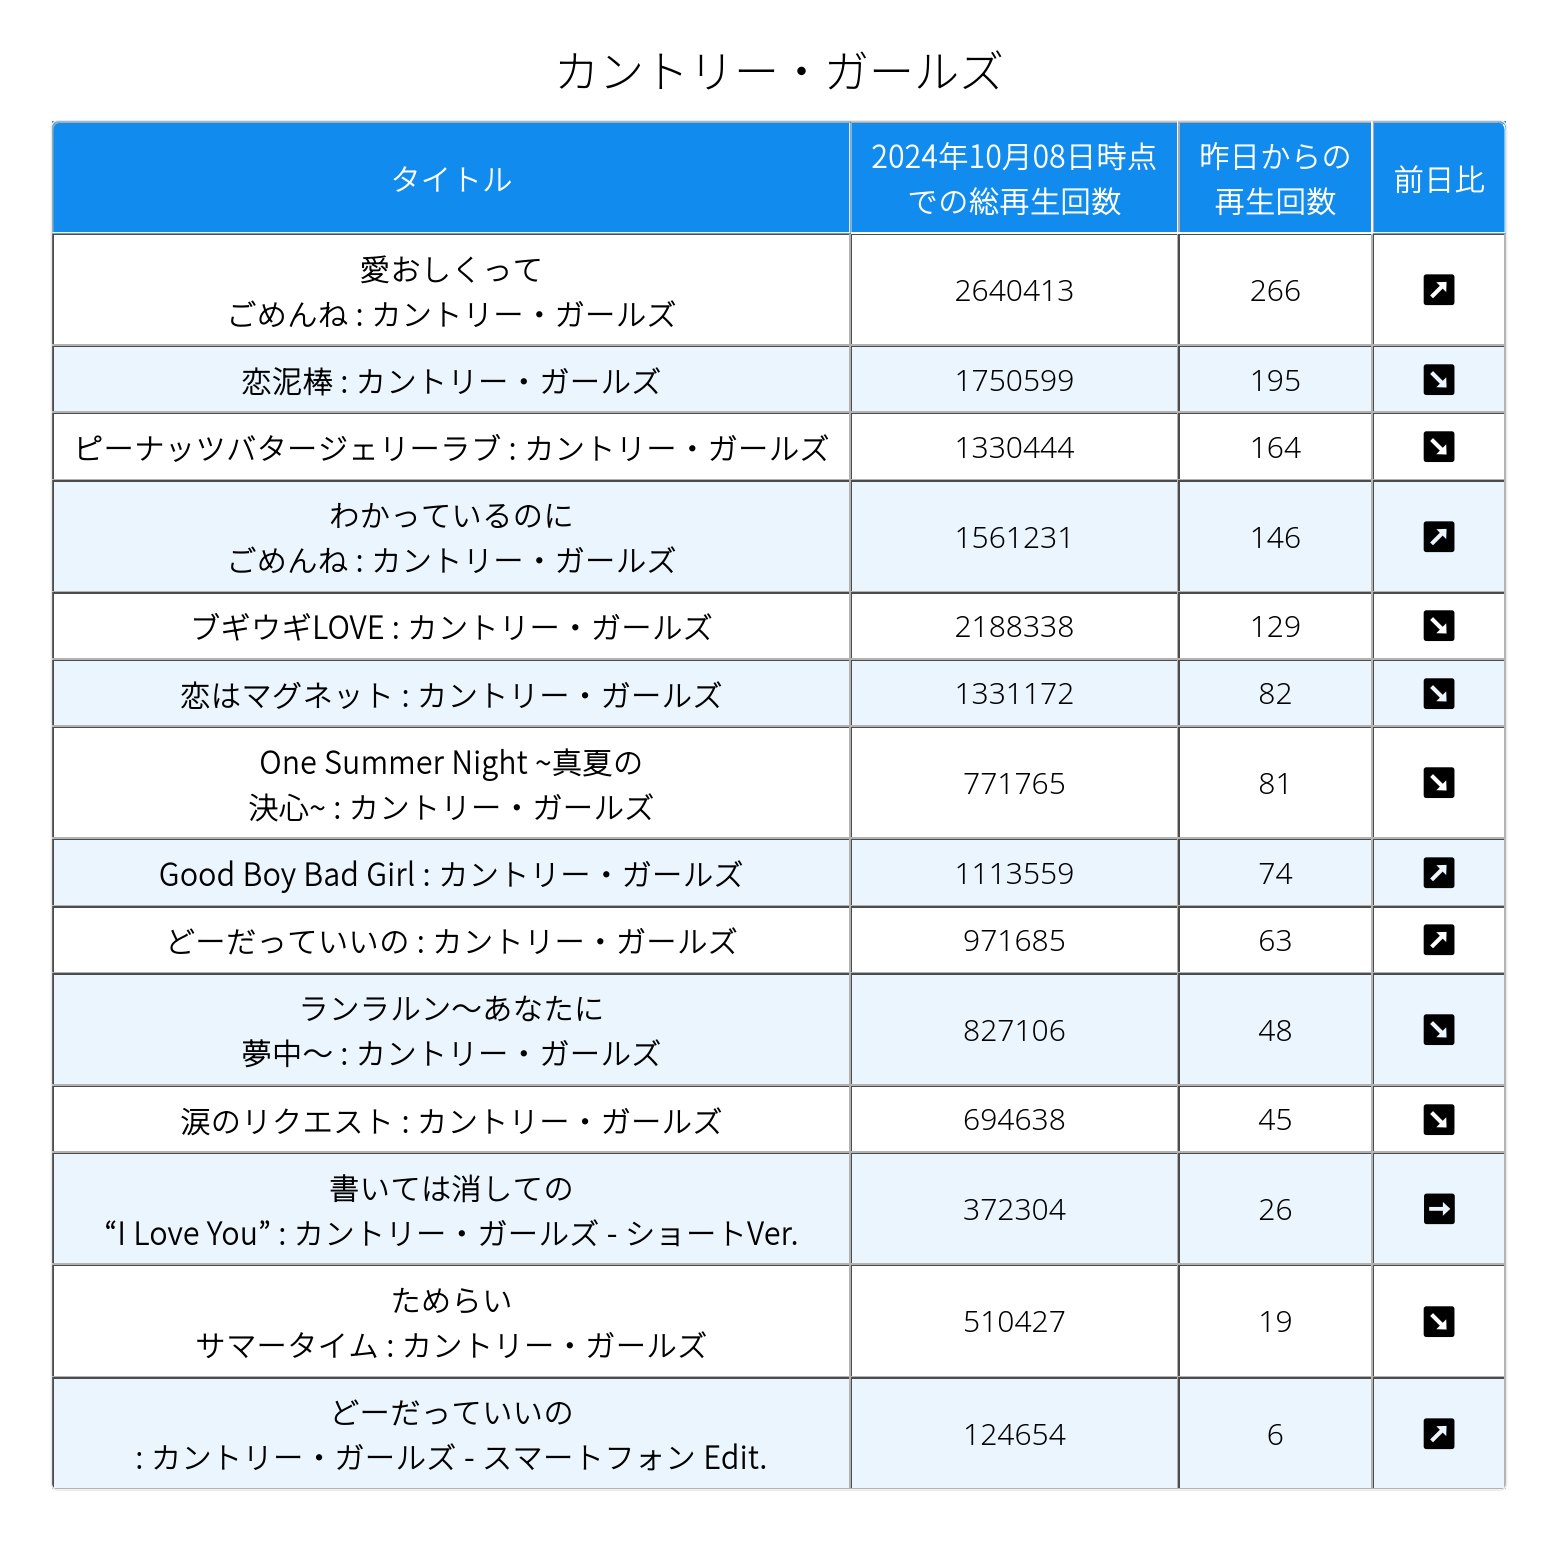 カントリー・ガールズ
タイトル
2024年10月08日時点
での総再生回数
昨日からの
再生回数
前日比
愛おしくって
ごめんね : カントリー・ガールズ
2640413
266
恋泥棒 : カントリー・ガールズ
1750599
195
ピーナッツバタージェリーラブ : カントリー・ガールズ
1330444
164
わかっているのに
ごめんね : カントリー・ガールズ
1561231
146
ブギウギLOVE : カントリー・ガールズ
2188338
129
恋はマグネット : カントリー・ガールズ
1331172
82
One Summer Night ~真夏の
決心~ : カントリー・ガールズ
771765
81
Good Boy Bad Girl : カントリー・ガールズ
1113559
74
どーだっていいの : カントリー・ガールズ
971685
63
ランラルン～あなたに
夢中～ : カントリー・ガールズ
827106
48
涙のリクエスト : カントリー・ガールズ
694638
45
書いては消しての
“I Love You” : カントリー・ガールズ - ショートVer.
372304
26
ためらい
サマータイム : カントリー・ガールズ
510427
19
どーだっていいの
: カントリー・ガールズ - スマートフォン Edit.
124654
6